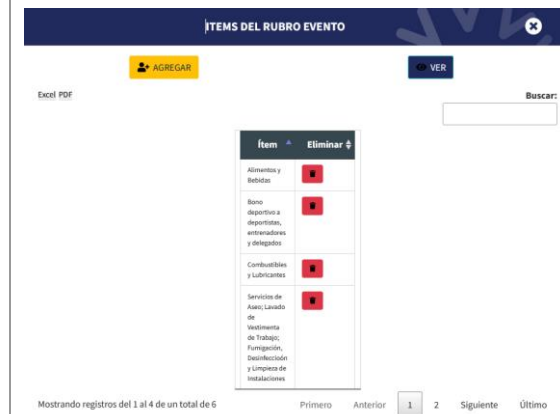 ITEMS DEL RUBRO EVENTO
AGREGAR
VER
Excel PDF
Buscar:
Ítem
Eliminar
Alimentos y
Bebidas
Bono
deportivo a
deportistas,
entrenadores
y delegados
Combustibles
y Lubricantes
Servicios de
Aseo; Lavado
de
Vestimenta
de Trabajo;
Fumigación,
Desinfección
y Limpieza de
Instalaciones
Mostrando registros del 1 al 4 de un total de 6
Primero Anterior 1 2 Siguiente Último